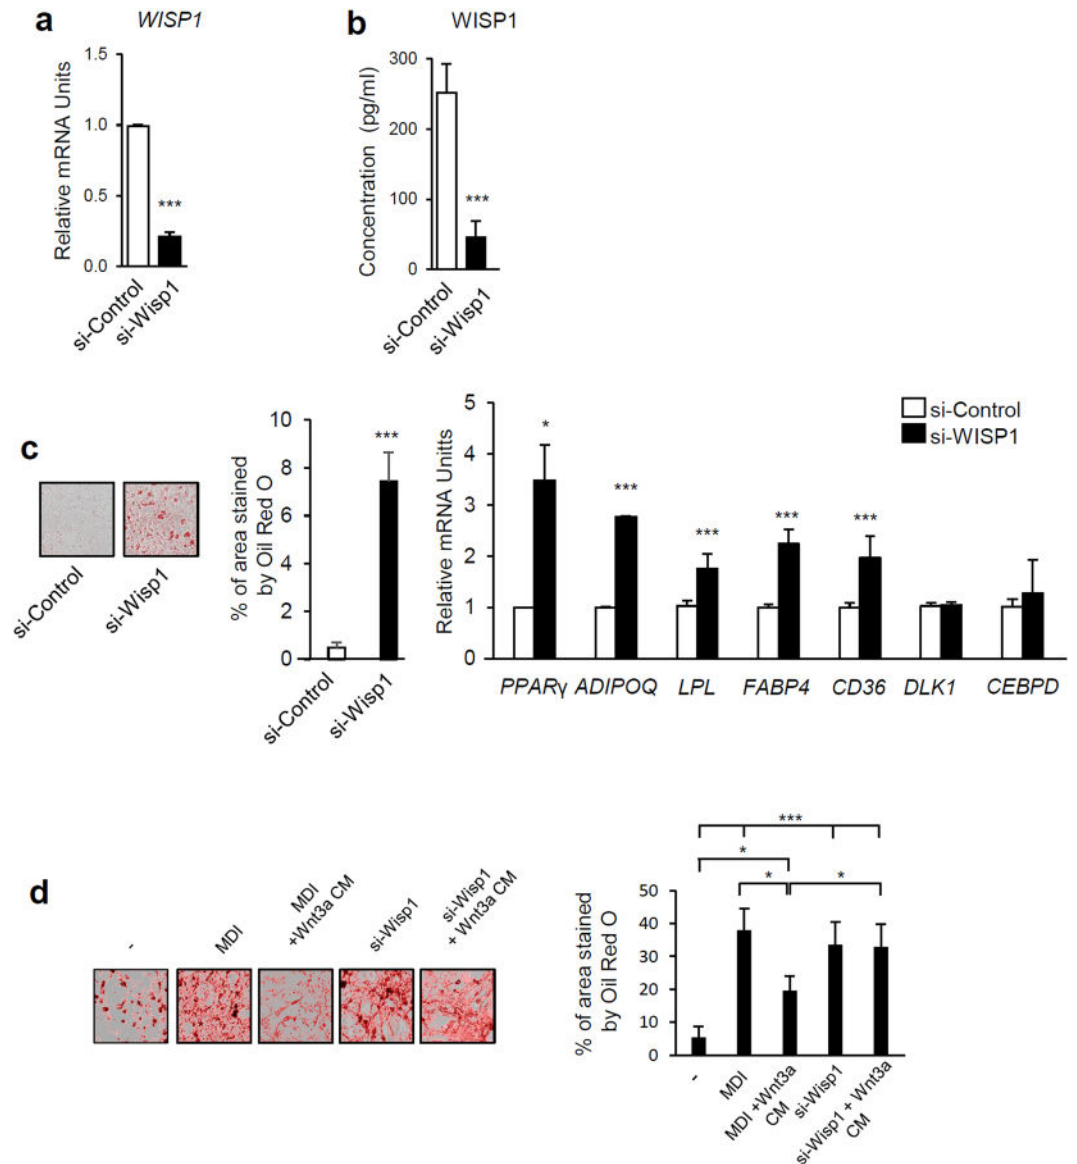 a
WISP1
Relative mRNA Units
1.5
1.0
0.5
0.0
***
si-Control
si-Wisp1
b
WISP1
Concentration (pg/ml)
300
200
100
0
***
si-Control
si-Wisp1
c
si-Control
si-Wisp1
% of area stained
by Oil Red O
10
8
6
4
2
0
***
si-Control
si-Wisp1
Relative mRNA Unitts
5
4
3
2
1
0
si-Control
si-WISP1
*
***
***
***
***
PPARγ ADIPOQ LPL FABP4 CD36 DLK1 CEBPD
d
-
MDI
MDI
+Wnt3a CM
si-Wisp1
si-Wisp1
+ Wnt3a CM
% of area stained
by Oil Red O
50
40
30
20
10
0
***
*
*
*
-
MDI
MDI +Wnt3a
CM
si-Wisp1
si-Wisp1 + Wnt3a
CM